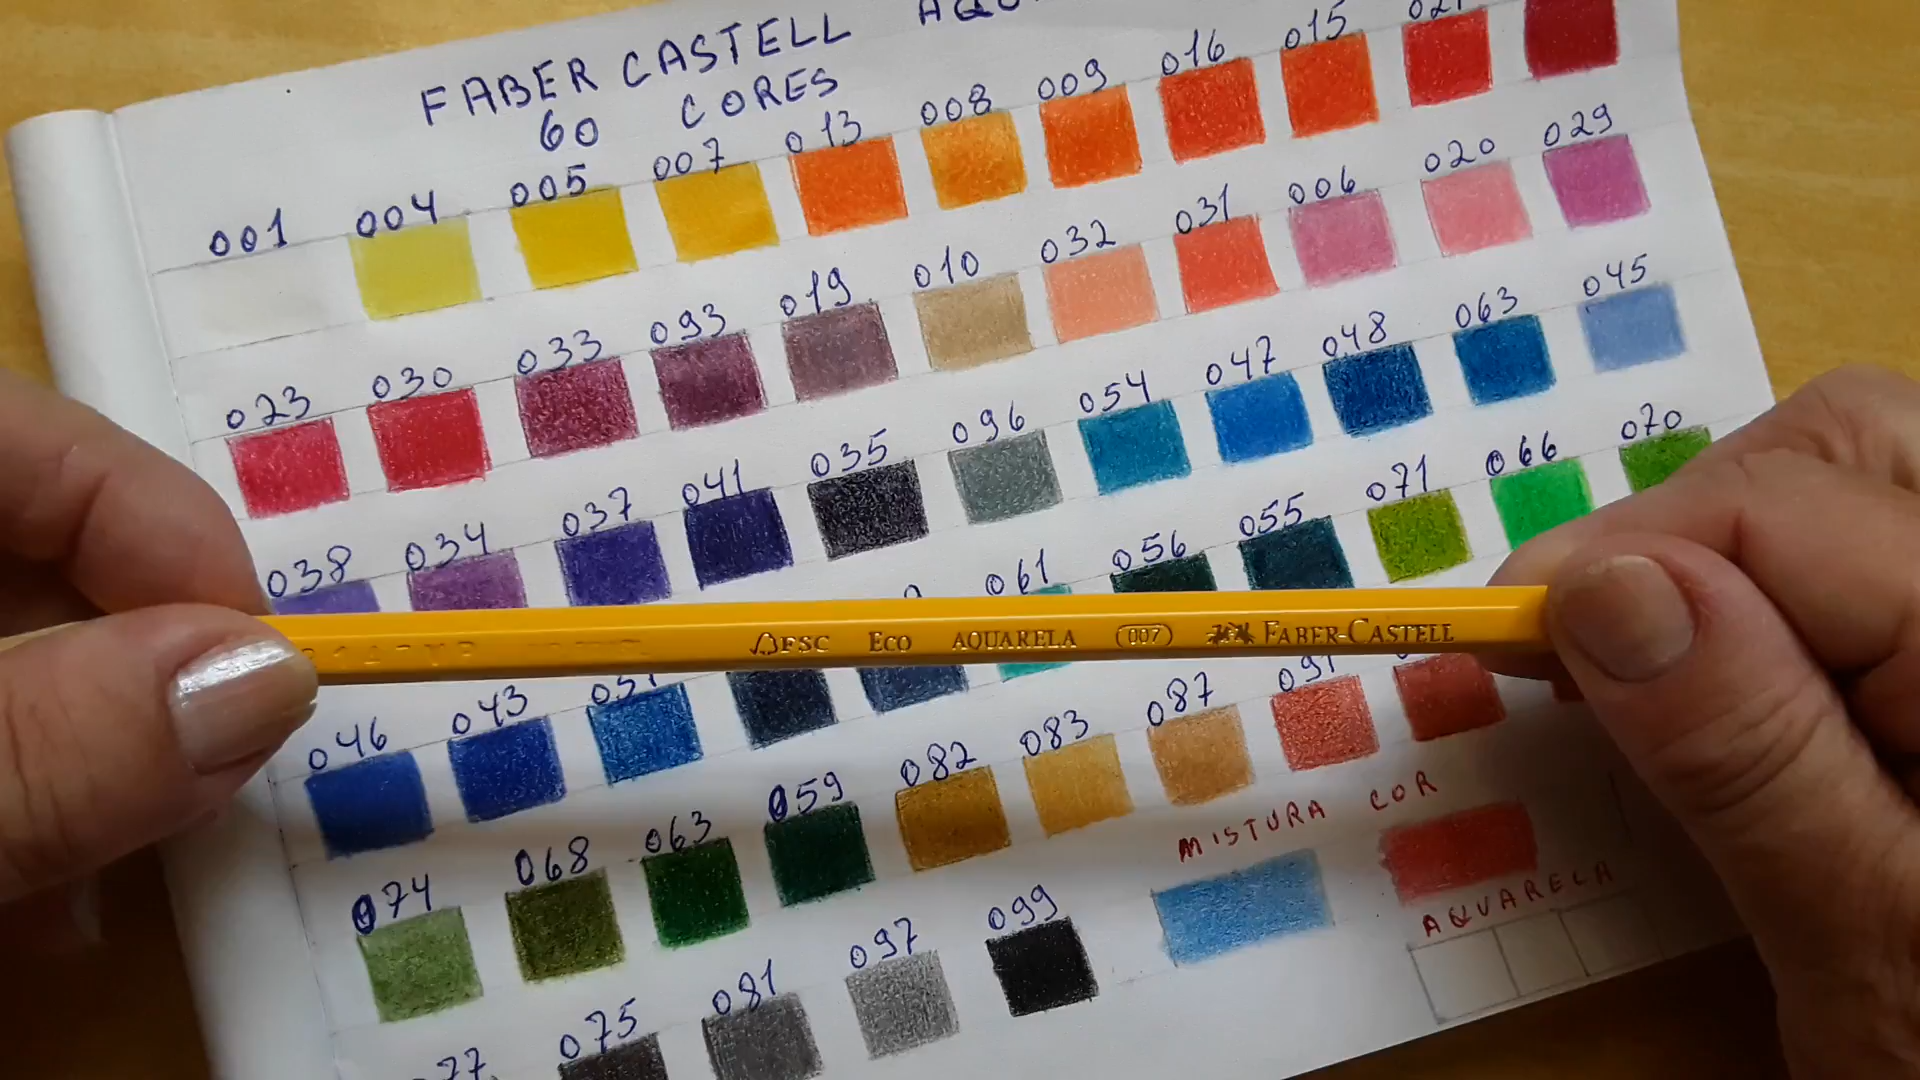 FABER CASTELL
60 CORES
001 004 005 007 013 008 009 016 015
023 030 033 093 019 010 032 031 006 020 029
038 034 037 041 035 096 054 047 048 063 045
061 056 055 071 066 070
FSC Eco AQUARELA 007 FABER-CASTELL
046 043 051
074 068 063 059 082 083 087 091
MISTURA COR
AQUARELA
075 081 097 099